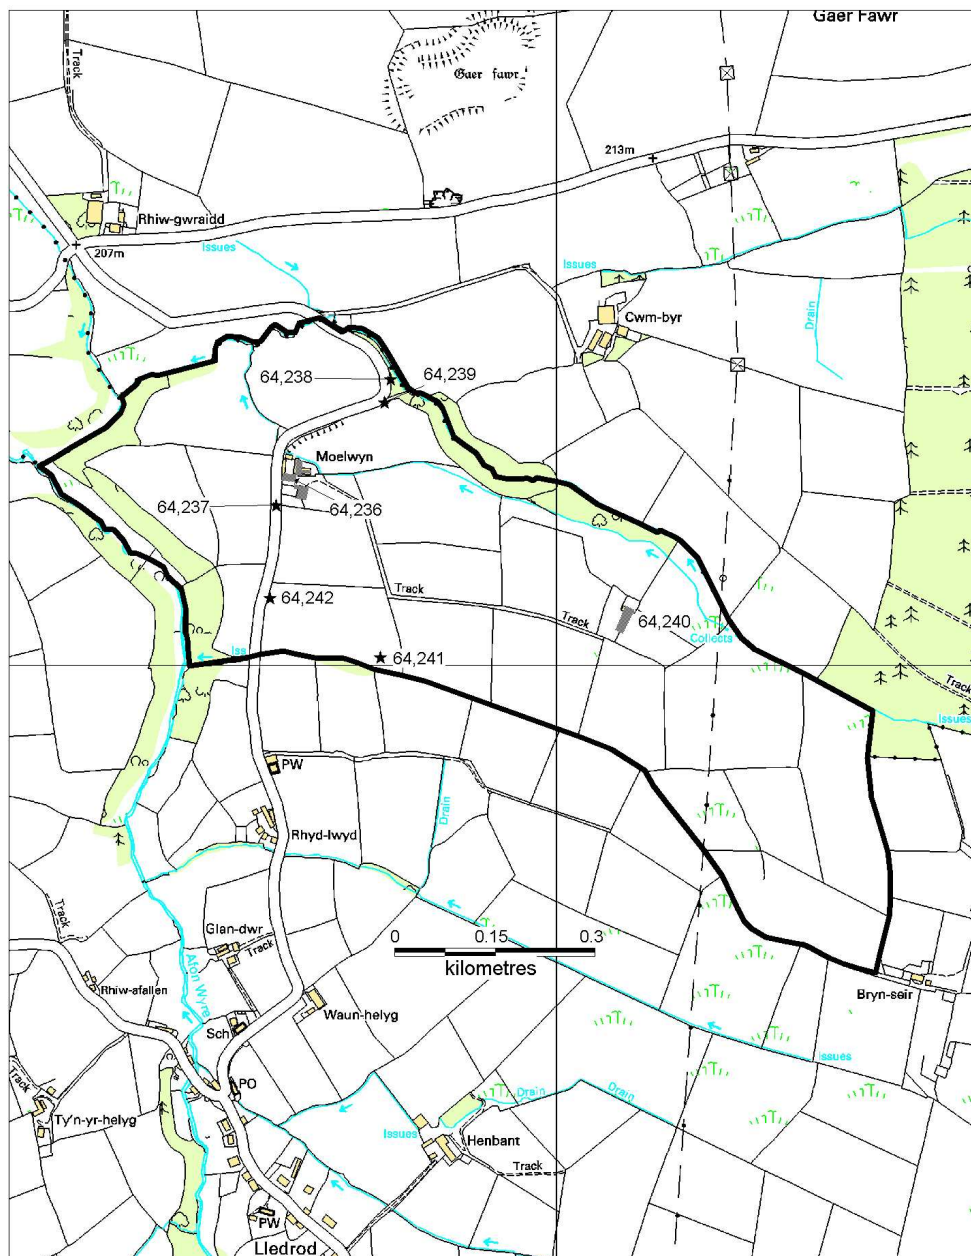 Gaer Fawr
Track
Gaer fawr
213m
Rhiw-gwraidd
207m
Issues
Issues
Cwm-byr
Drain
64,238
64,239
Moelwyn
64,237
64,236
64,242
Track
Track
64,240
Collects
Iss
64,241
Track
Issues
PW
Drain
Rhyd-lwyd
Track
Glan-dwr
Track
0 0.15 0.3
kilometres
Rhiw-afallen
Afon Wyre
Waun-helyg
Bryn-seir
Sch
Issues
Track
PO
Drain
Drain
Ty'n-yr-helyg
Issues
Henbant
Track
PW
Lledrod